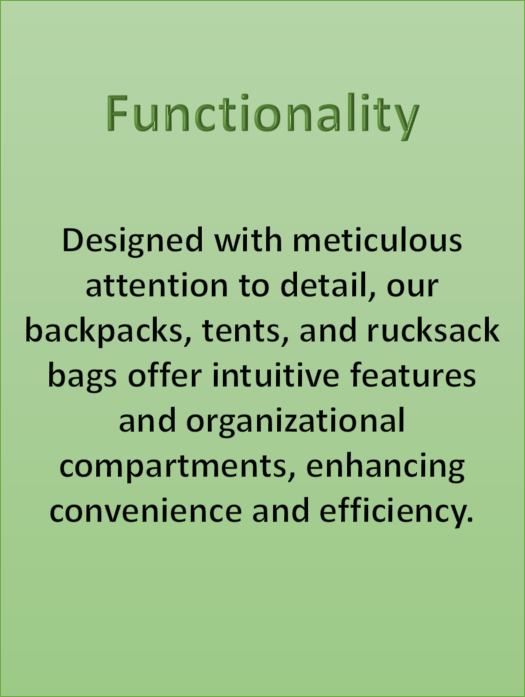 Functionality
Designed with meticulous
attention to detail, our
backpacks, tents, and rucksack
bags offer intuitive features
and organizational
compartments, enhancing
convenience and efficiency.